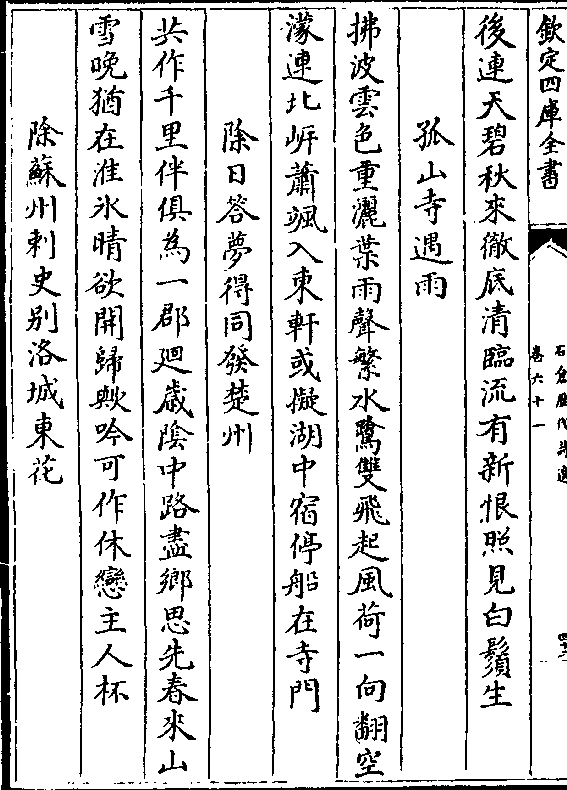 欽定四庫全書
石倉歷代詩選
卷六十一
後連天碧秋來徹底清臨流有新恨照見白鬚生
孤山寺遇雨
拂波雲色重灑葉雨聲繁水鷺雙飛起風荷一向翻空
濛連北岸蕭颯入東軒或擬湖中宿停船在寺門
除日答夢得同發楚州
共作千里伴俱為一郡廻歲陰中路盡鄉思先春來山
雪晚猶在淮氷晴欲開歸歟吟可作休戀主人杯
除蘇州刺史别洛城東花